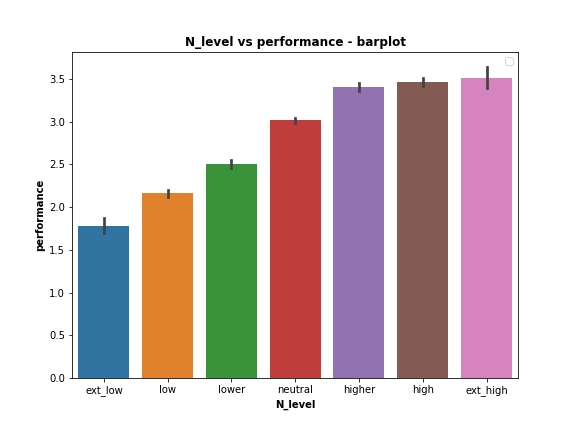 N_level vs performance - barplot
3.5
3.0
2.5
2.0
1.5
1.0
0.5
0.0
performance
ext_low low lower neutral higher high ext_high
N_level